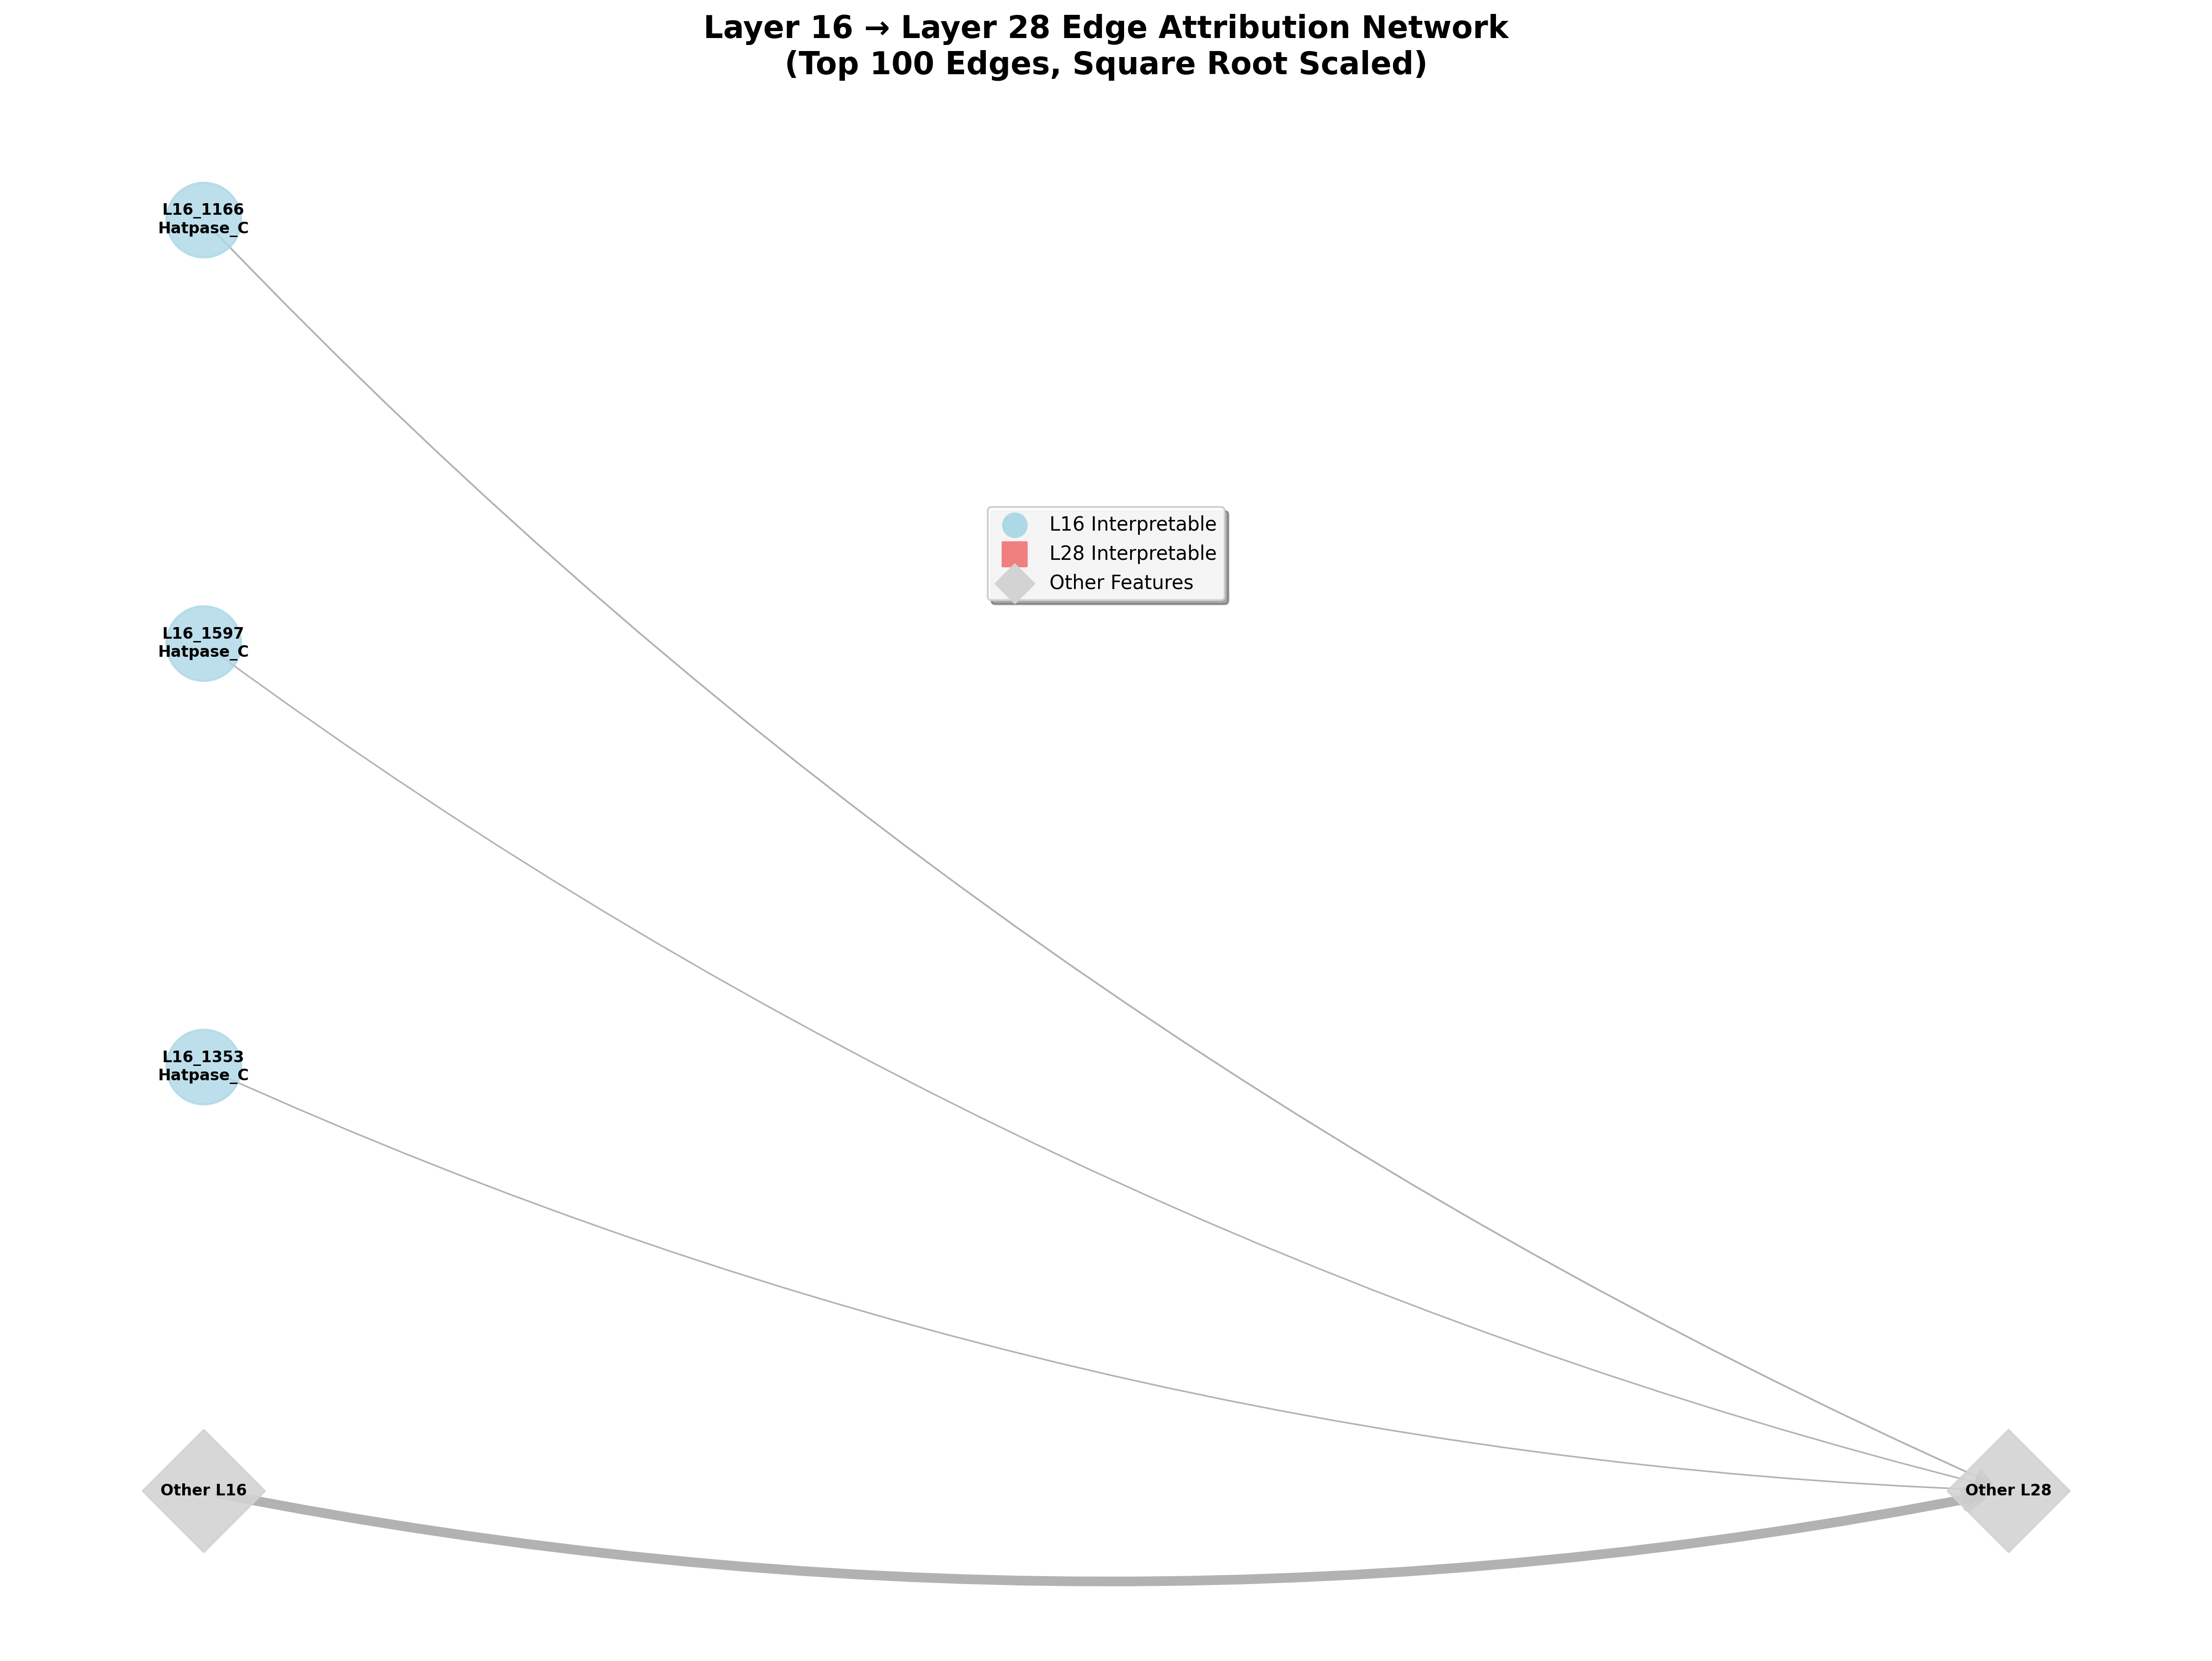 Layer 16 → Layer 28 Edge Attribution Network
(Top 100 Edges, Square Root Scaled)
L16_1166
Hatpase_C
L16 Interpretable
L28 Interpretable
Other Features
L16_1597
Hatpase_C
L16_1353
Hatpase_C
Other L16
Other L28